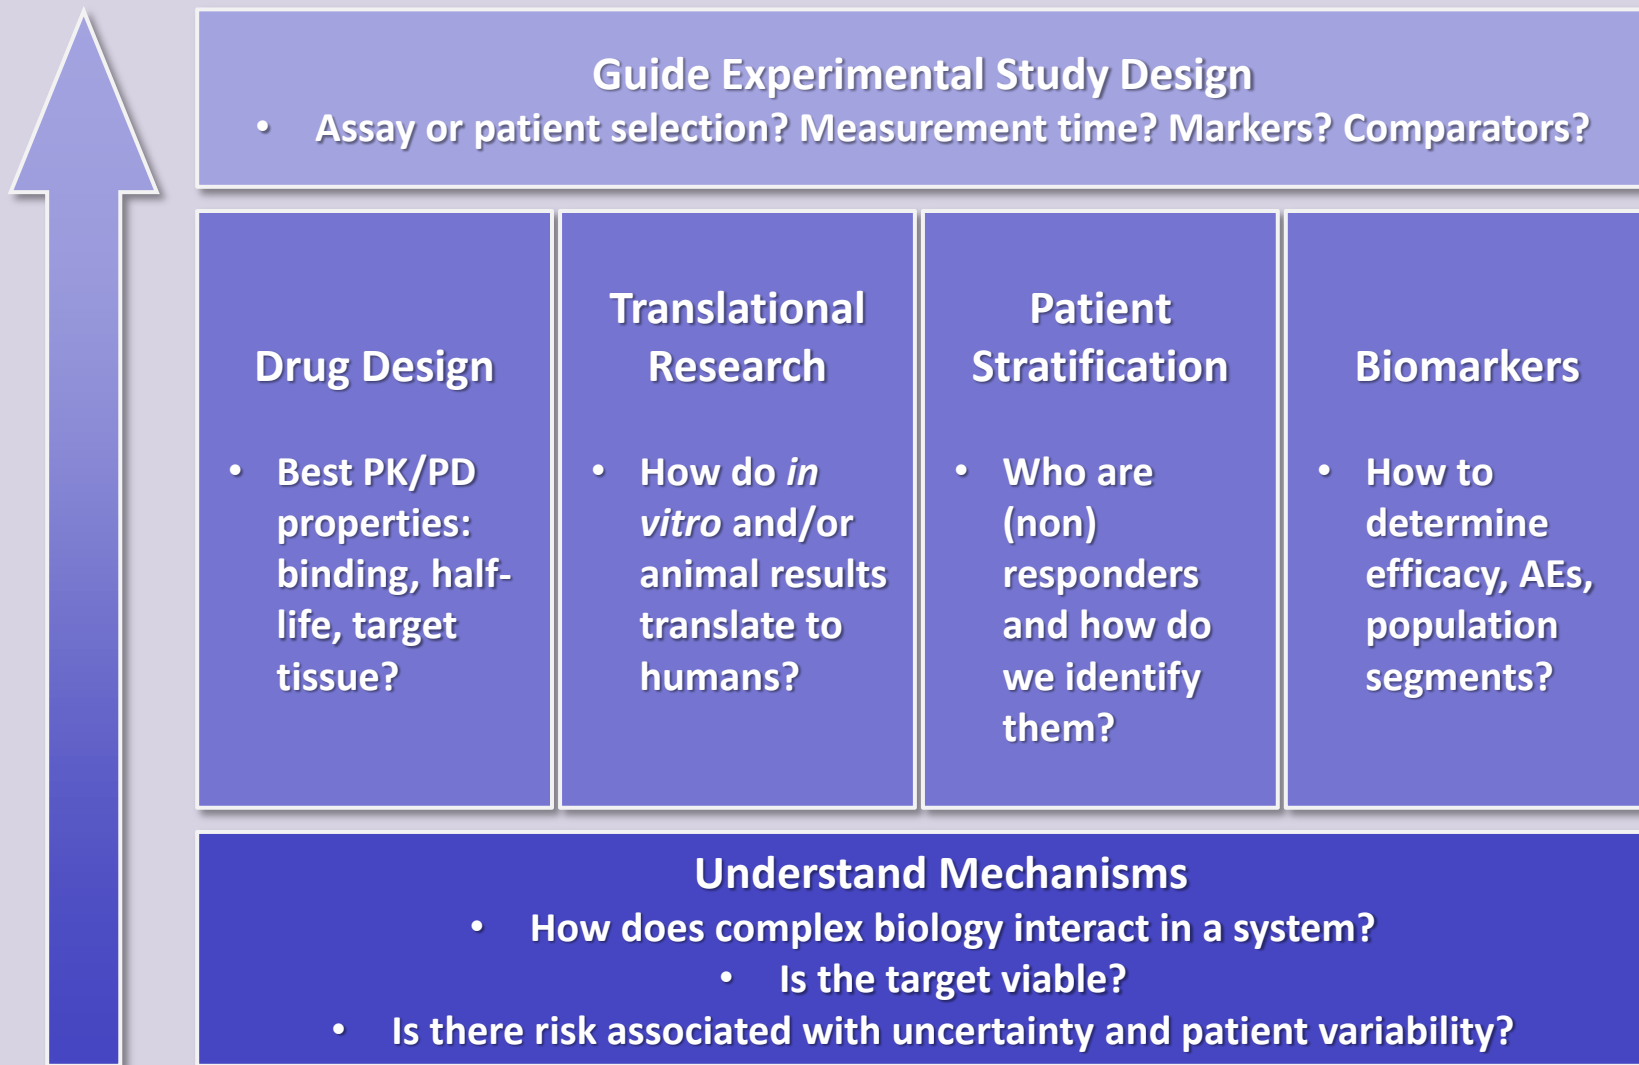 Guide Experimental Study Design
• Assay or patient selection? Measurement time? Markers? Comparators?
Drug Design
• Best PK/PD
properties:
binding, half-
life, target
tissue?
Translational
Research
• How do in
vitro and/or
animal results
translate to
humans?
Patient
Stratification
• Who are
(non)
responders
and how do
we identify
them?
Biomarkers
• How to
determine
efficacy, AEs,
population
segments?
Understand Mechanisms
• How does complex biology interact in a system?
• Is the target viable?
• Is there risk associated with uncertainty and patient variability?